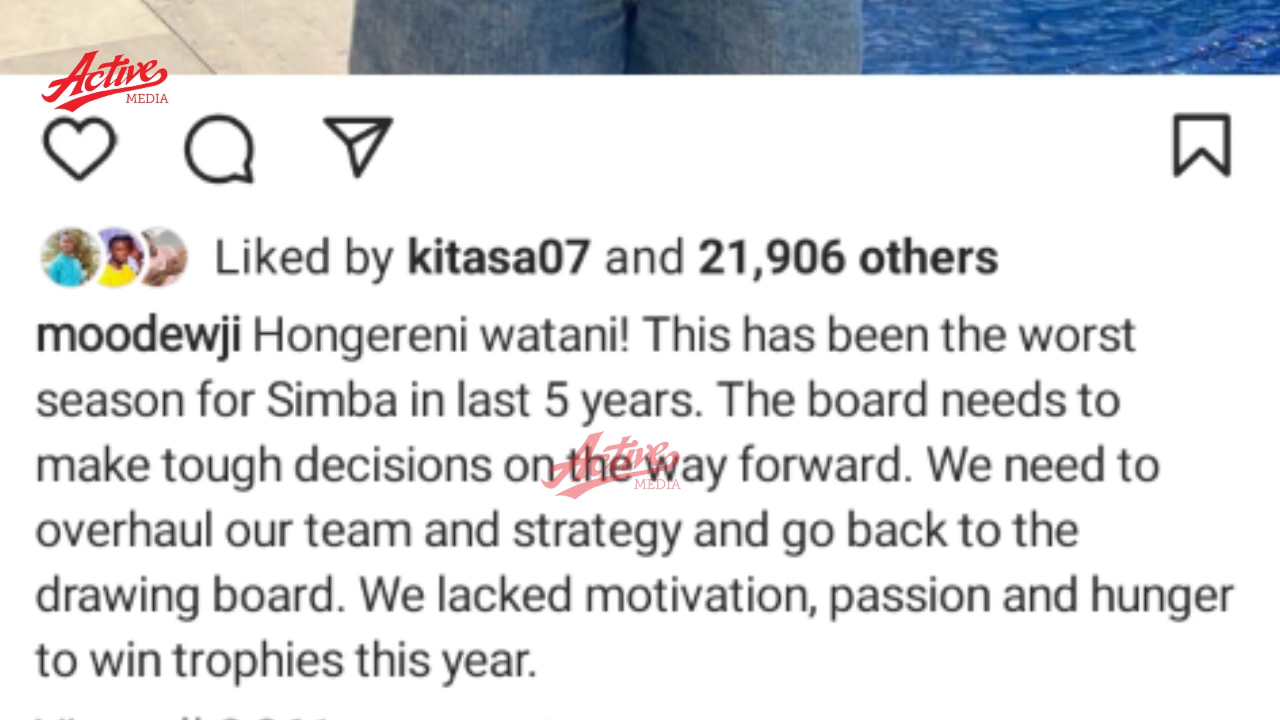 Active
MEDIA
Liked by kitasa07 and 21,906 others
moodewji Hongereni watani! This has been the worst
season for Simba in last 5 years. The board needs to
make tough decisions on the way forward. We need to
Active
MEDIA
overhaul our team and strategy and go back to the
drawing board. We lacked motivation, passion and hunger
to win trophies this year.